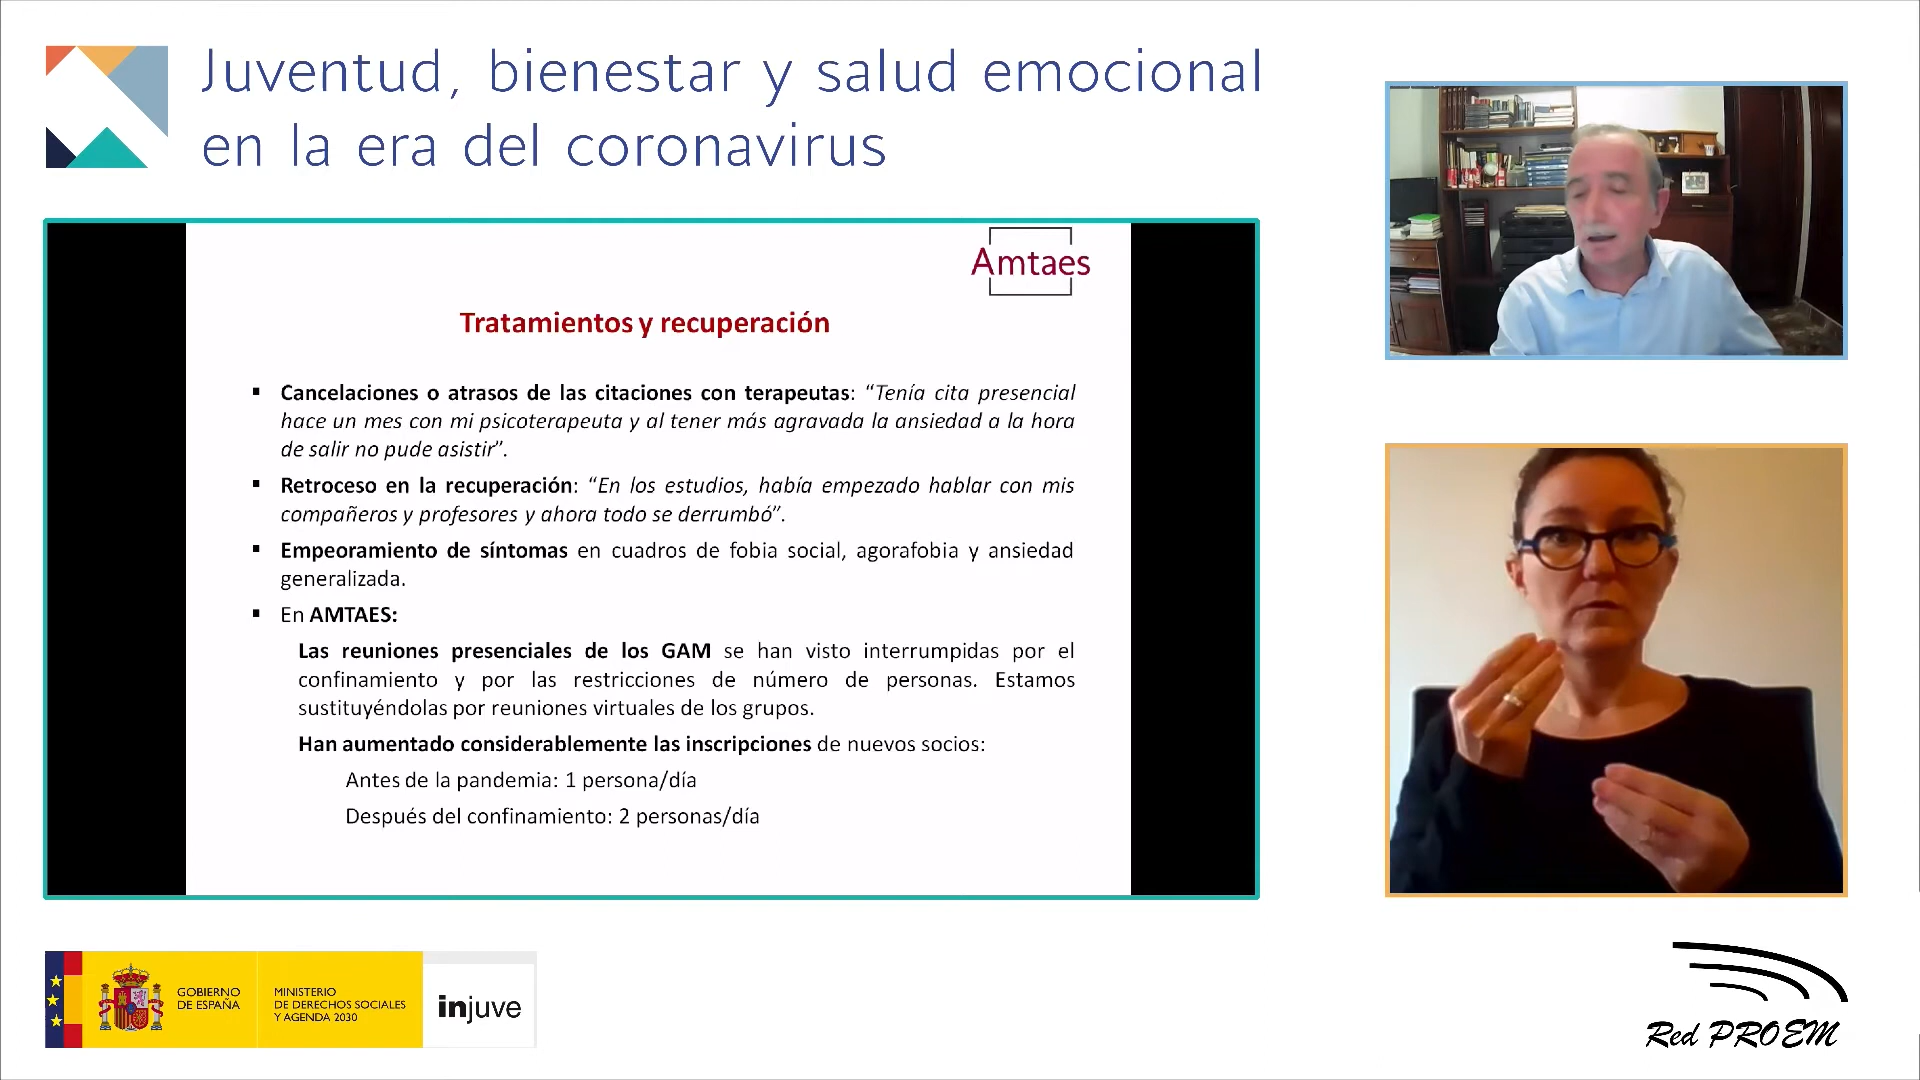 Juventud, bienestar y salud emocional
en la era del coronavirus
Amtaes
Tratamientos y recuperación
▪ Cancelaciones o atrasos de las citaciones con terapeutas: “Tenía cita presencial
hace un mes con mi psicoterapeuta y al tener más agravada la ansiedad a la hora
de salir no pude asistir”.
▪ Retroceso en la recuperación: “En los estudios, había empezado hablar con mis
compañeros y profesores y ahora todo se derrumbó”.
▪ Empeoramiento de síntomas en cuadros de fobia social, agorafobia y ansiedad
generalizada.
▪ En AMTAES:
Las reuniones presenciales de los GAM se han visto interrumpidas por el
confinamiento y por las restricciones de número de personas. Estamos
sustituyéndolas por reuniones virtuales de los grupos.
Han aumentado considerablemente las inscripciones de nuevos socios:
Antes de la pandemia: 1 persona/día
Después del confinamiento: 2 personas/día
GOBIERNO
DE ESPAÑA
MINISTERIO
DE DERECHOS SOCIALES
Y AGENDA 2030
injuve
Red PROEM